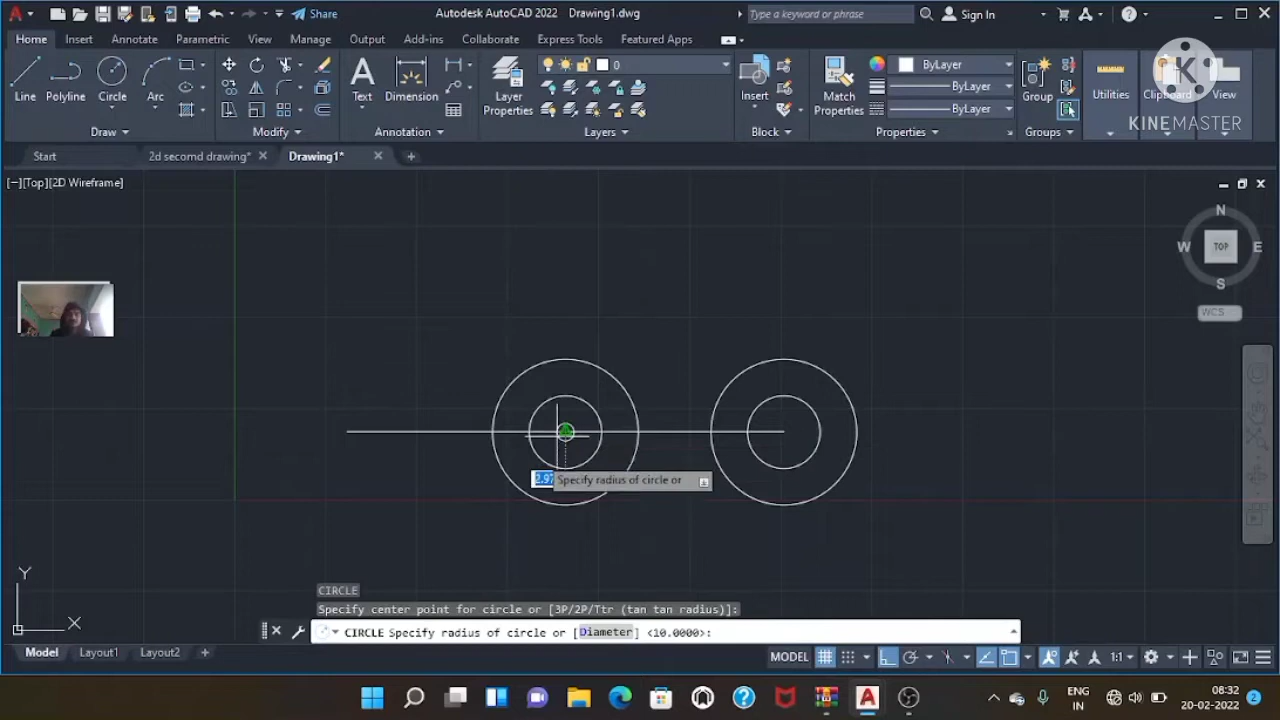 Share
Autodesk AutoCAD 2022 Drawing1.dwg
Type a keyword or phrase
Sign In
Home Insert Annotate Parametric View Manage Output Add-ins Collaborate Express Tools Featured Apps
0
ByLayer
ByLayer
ByLayer
Line Polyline Circle Arc
Text Dimension
Layer Properties
Insert
Match Properties
Group
Utilities
Clipboard
View
K
KINEMASTER
Draw Modify Annotation Layers Block Properties Groups
Start 2d secomd drawing* Drawing1*
[−][Top][2D Wireframe]
N
W TOP E
S
WCS
2.97 Specify radius of circle or
Y
X
CIRCLE
Specify center point for circle or [3P/2P/Ttr (tan tan radius)]:
CIRCLE Specify radius of circle or [Diameter] <10.0000>:
Model Layout1 Layout2 +
MODEL 1:1
ENG
IN
08:32
20-02-2022
2